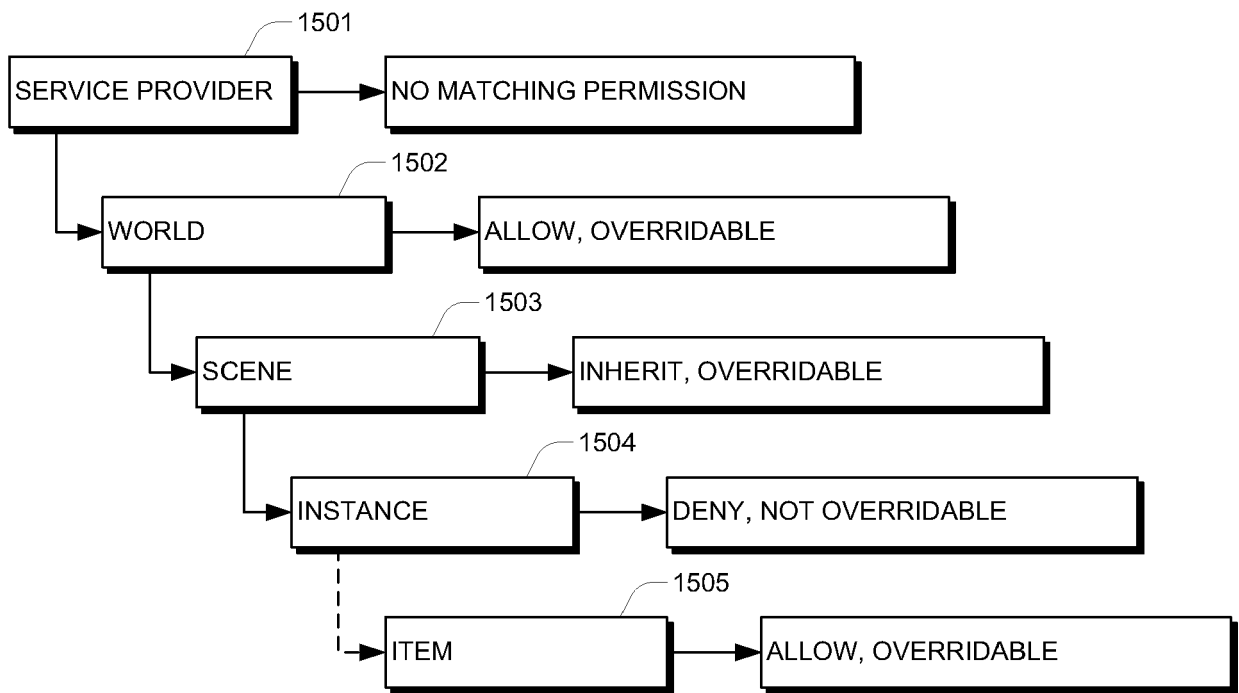 1501
SERVICE PROVIDER
NO MATCHING PERMISSION
1502
WORLD
ALLOW, OVERRIDABLE
1503
SCENE
INHERIT, OVERRIDABLE
1504
INSTANCE
DENY, NOT OVERRIDABLE
1505
ITEM
ALLOW, OVERRIDABLE